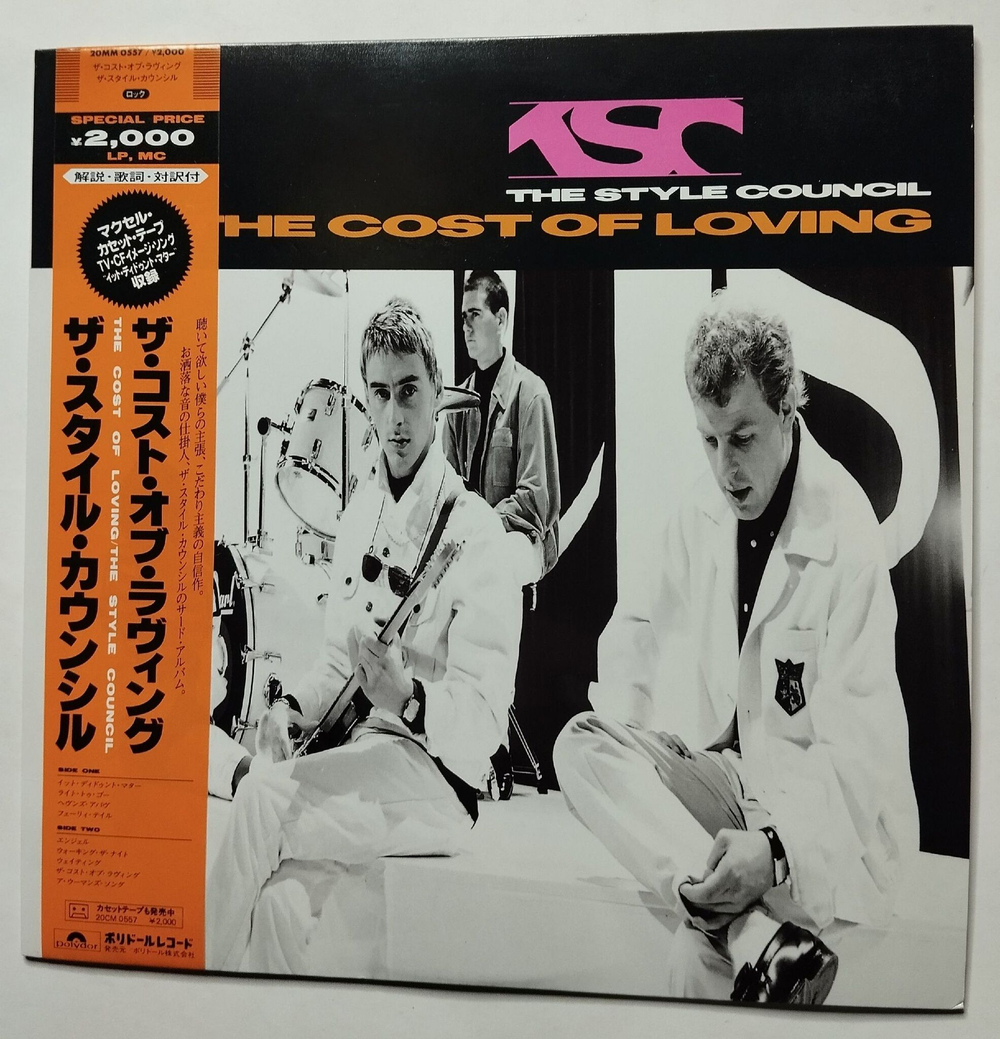 20MM 0557 / ¥2,000
ザ・コスト・オブ・ラヴィング
ザ・スタイル・カウンシル
ロック
SPECIAL PRICE
¥2,000
LP, MC
解説・歌詞・対訳付
マクセル・
カセット・テープ
TV・CFイメージ・ソング
"イット・ディドゥント・マター"
収録
TSC
THE STYLE COUNCIL
THE COST OF LOVING
聴いて欲しい僕らの主張、こだわり主義の自信作。
お洒落な音の仕掛人、ザ・スタイル・カウンシルのサード・アルバム。
ザ・コスト・オブ・ラヴィング
THE COST OF LOVING/THE STYLE COUNCIL
ザ・スタイル・カウンシル
SIDE ONE
イット・ディドゥント・マター
ライト・トゥ・ゴー
ヘヴンズ・アバヴ
フェーリィ・テイル
SIDE TWO
エンジェル
ウォーキング・ザ・ナイト
ウェイティング
ザ・コスト・オブ・ラヴィング
ア・ウーマンズ・ソング
カセットテープも発売中
20CM 0557 ¥2,000
polydor
ポリドールレコード
発売元・ポリドール株式会社